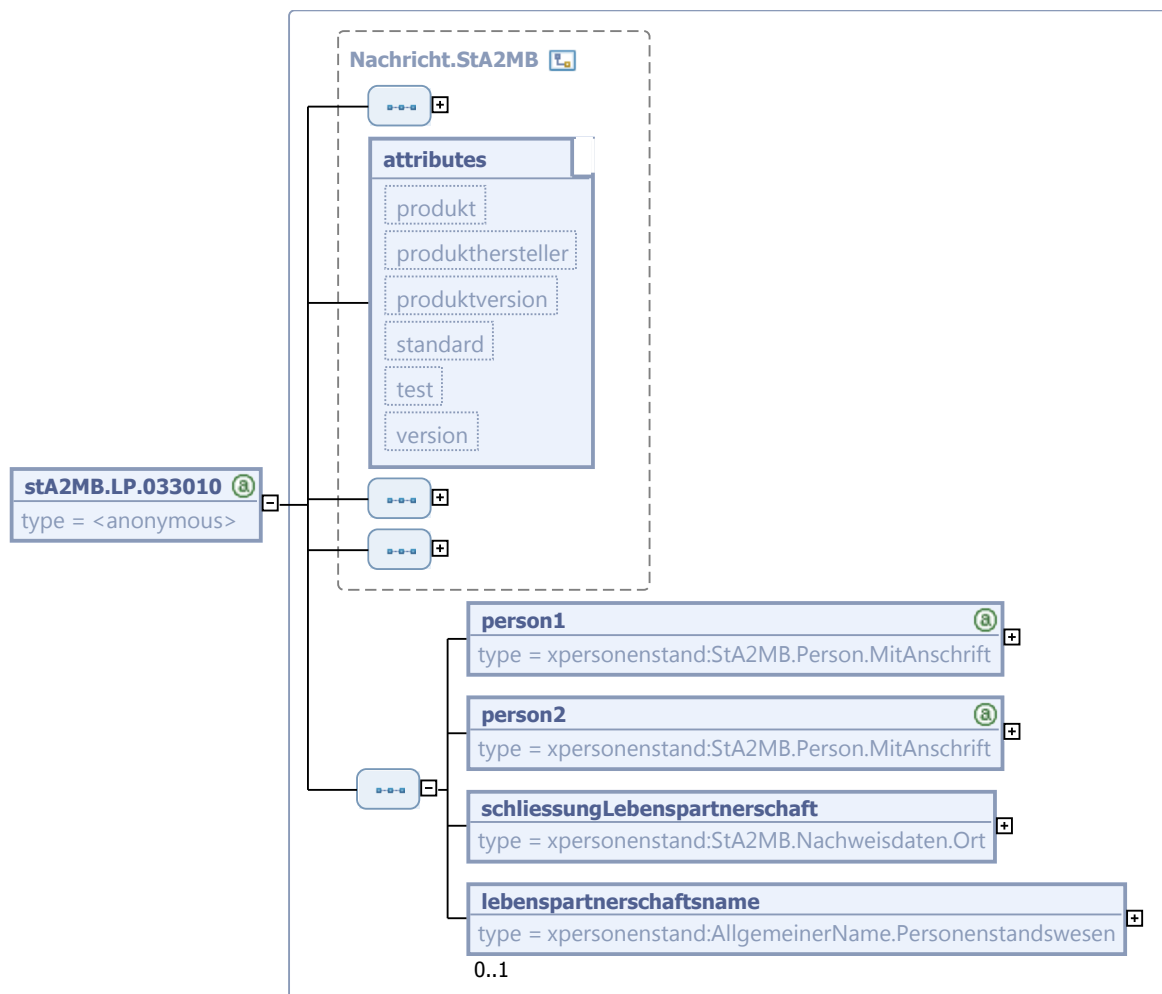 Nachricht.StA2MB
attributes
produkt
produkthersteller
produktversion
standard
test
version
stA2MB.LP.033010 a
type = <anonymous>
person1 a
type = xpersonenstand:StA2MB.Person.MitAnschrift
person2 a
type = xpersonenstand:StA2MB.Person.MitAnschrift
schliessungLebenspartnerschaft
type = xpersonenstand:StA2MB.Nachweisdaten.Ort
lebenspartnerschaftsname
type = xpersonenstand:AllgemeinerName.Personenstandswesen
0..1